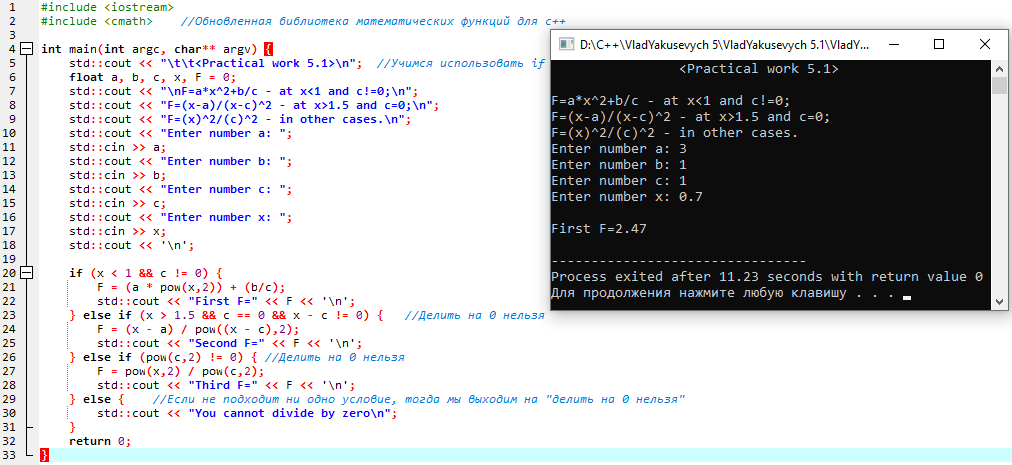 1 #include <iostream>
2 #include <cmath>    //Обновленная библиотека математических функций для c++
3
4 int main(int argc, char** argv) {
5     std::cout << "\t\t<Practical work 5.1>\n";  //Учимся использовать if
6     float a, b, c, x, F = 0;
7     std::cout << "\nF=a*x^2+b/c - at x<1 and c!=0;\n";
8     std::cout << "F=(x-a)/(x-c)^2 - at x>1.5 and c=0;\n";
9     std::cout << "F=(x)^2/(c)^2 - in other cases.\n";
10     std::cout << "Enter number a: ";
11     std::cin >> a;
12     std::cout << "Enter number b: ";
13     std::cin >> b;
14     std::cout << "Enter number c: ";
15     std::cin >> c;
16     std::cout << "Enter number x: ";
17     std::cin >> x;
18     std::cout << '\n';
19
20     if (x < 1 && c != 0) {
21         F = (a * pow(x,2)) + (b/c);
22         std::cout << "First F=" << F << '\n';
23     } else if (x > 1.5 && c == 0 && x - c != 0) {   //Делить на 0 нельзя
24         F = (x - a) / pow((x - c),2);
25         std::cout << "Second F=" << F << '\n';
26     } else if (pow(c,2) != 0) { //Делить на 0 нельзя
27         F = pow(x,2) / pow(c,2);
28         std::cout << "Third F=" << F << '\n';
29     } else {    //Если не подходит ни одно условие, тогда мы выходим на "делить на 0 нельзя"
30         std::cout << "You cannot divide by zero\n";
31     }
32     return 0;
33 }
D:\C++\VladYakusevych 5\VladYakusevych 5.1\VladY...
<Practical work 5.1>
F=a*x^2+b/c - at x<1 and c!=0;
F=(x-a)/(x-c)^2 - at x>1.5 and c=0;
F=(x)^2/(c)^2 - in other cases.
Enter number a: 3
Enter number b: 1
Enter number c: 1
Enter number x: 0.7
First F=2.47
--------------------------------
Process exited after 11.23 seconds with return value 0
Для продолжения нажмите любую клавишу . . .